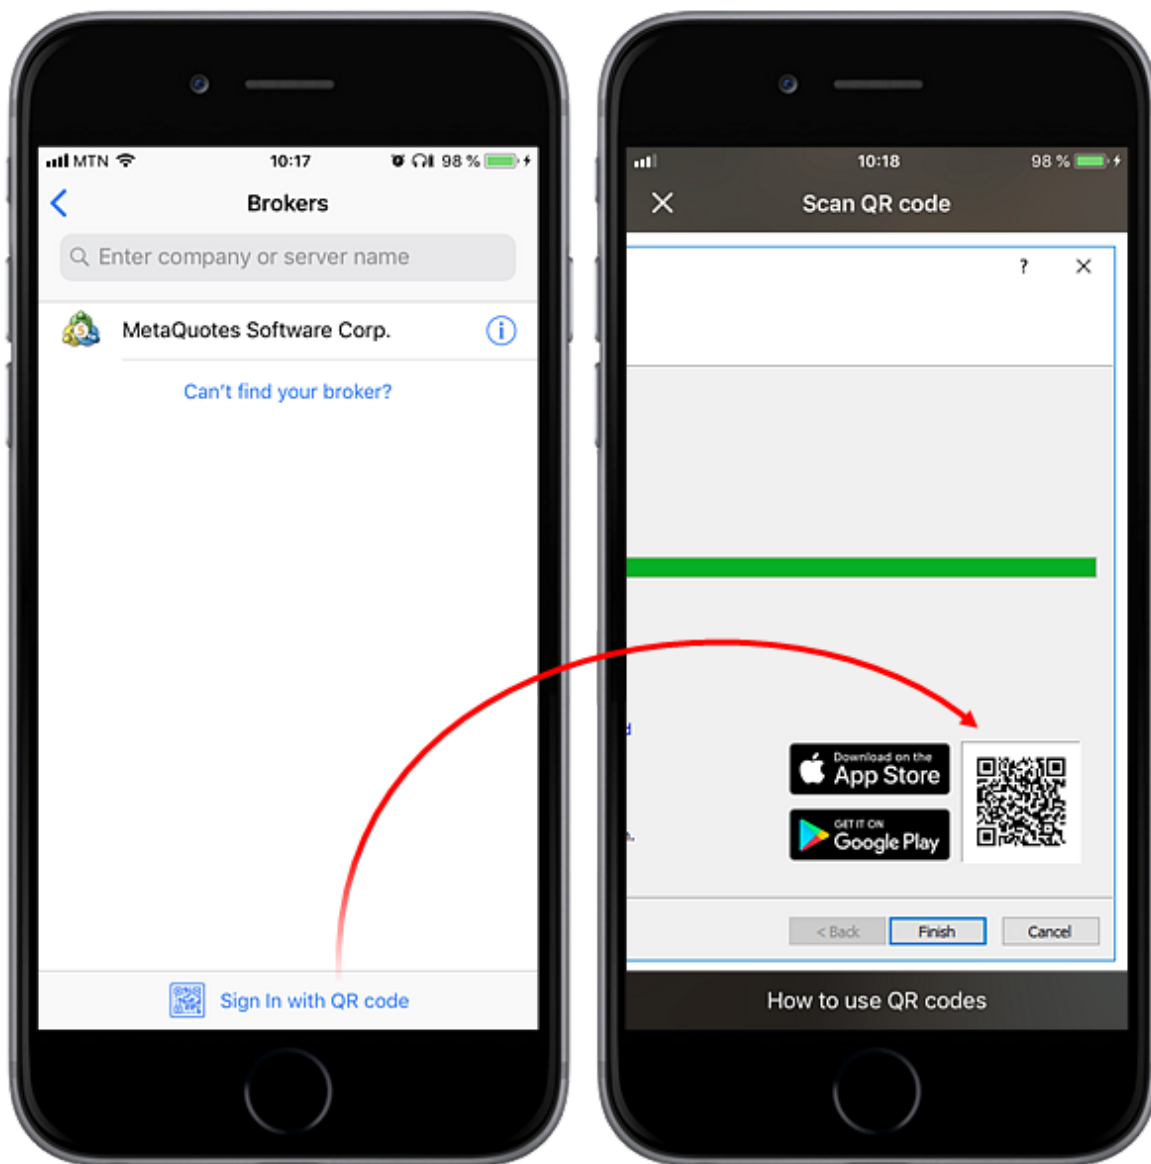 MTN
10:17
98 %
Brokers
Enter company or server name
MetaQuotes Software Corp.
Can't find your broker?
Sign In with QR code
10:18
98 %
Scan QR code
?
d
Download on the
App Store
GET IT ON
Google Play
< Back
Finish
Cancel
How to use QR codes